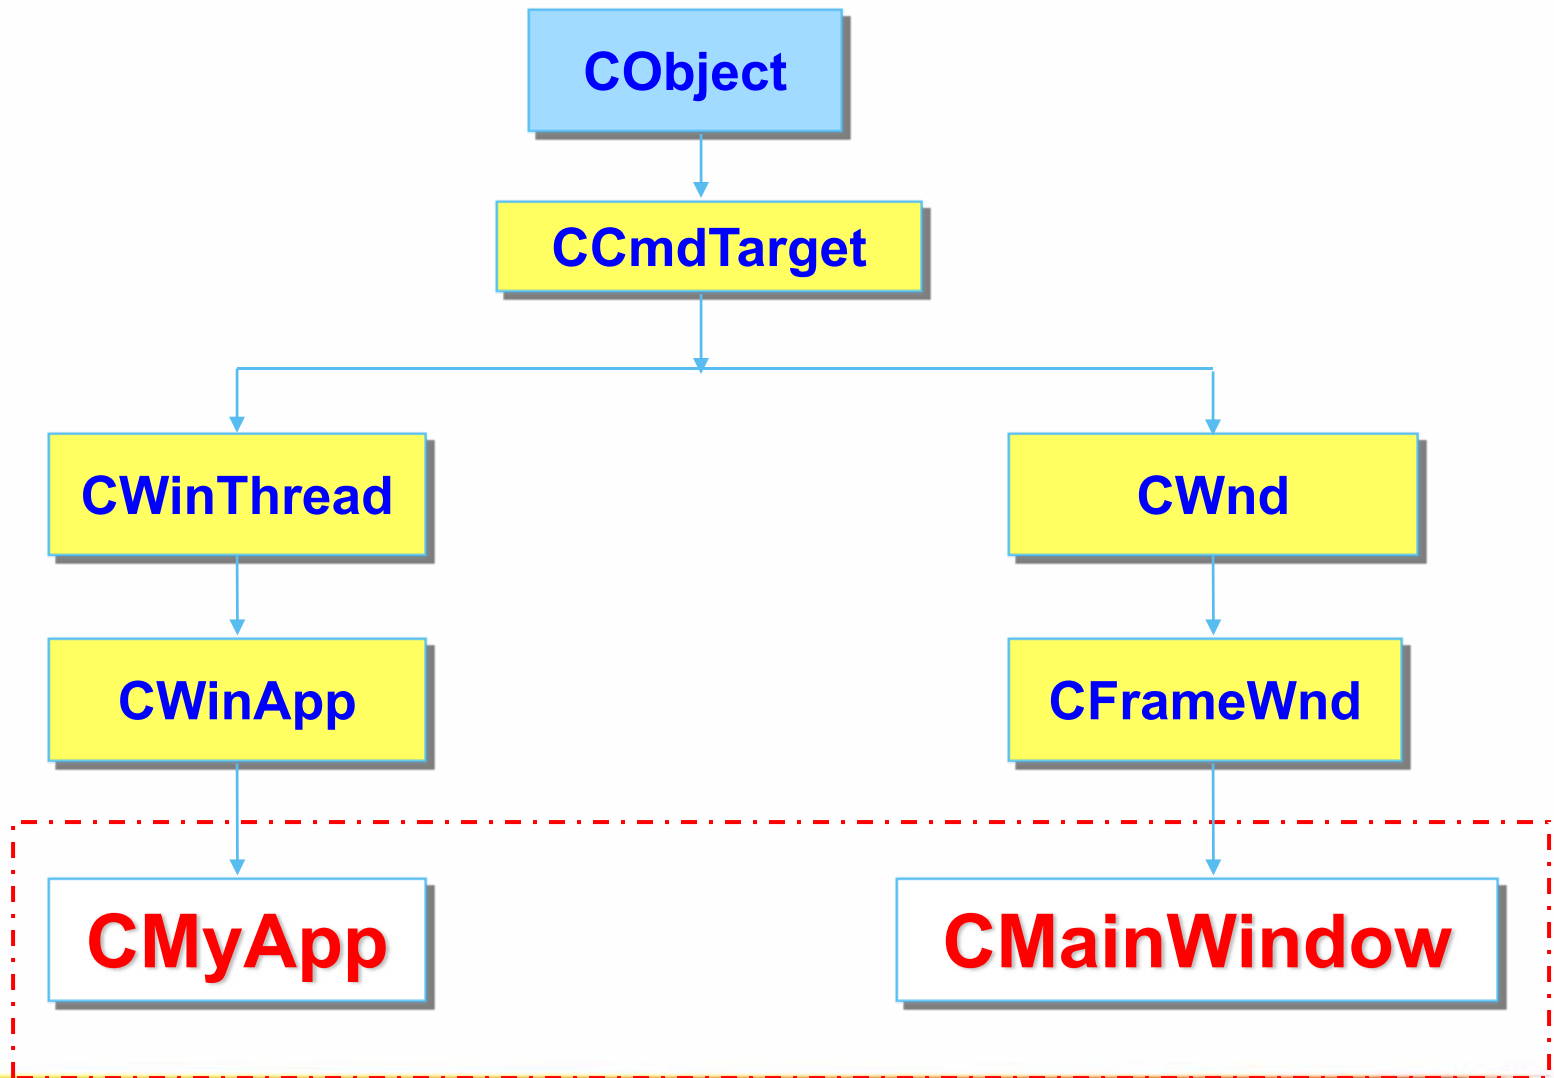 CObject
CCmdTarget
CWinThread
CWnd
CWinApp
CFrameWnd
CMyApp
CMainWindow